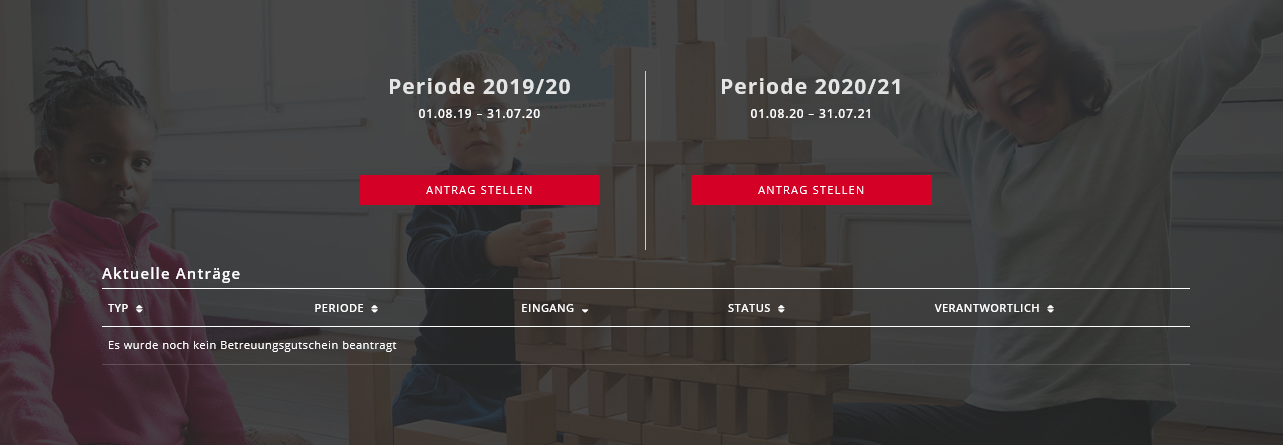 Periode 2019/20
01.08.19 – 31.07.20
ANTRAG STELLEN
Periode 2020/21
01.08.20 – 31.07.21
ANTRAG STELLEN
Aktuelle Anträge
TYP PERIODE EINGANG STATUS VERANTWORTLICH
Es wurde noch kein Betreuungsgutschein beantragt